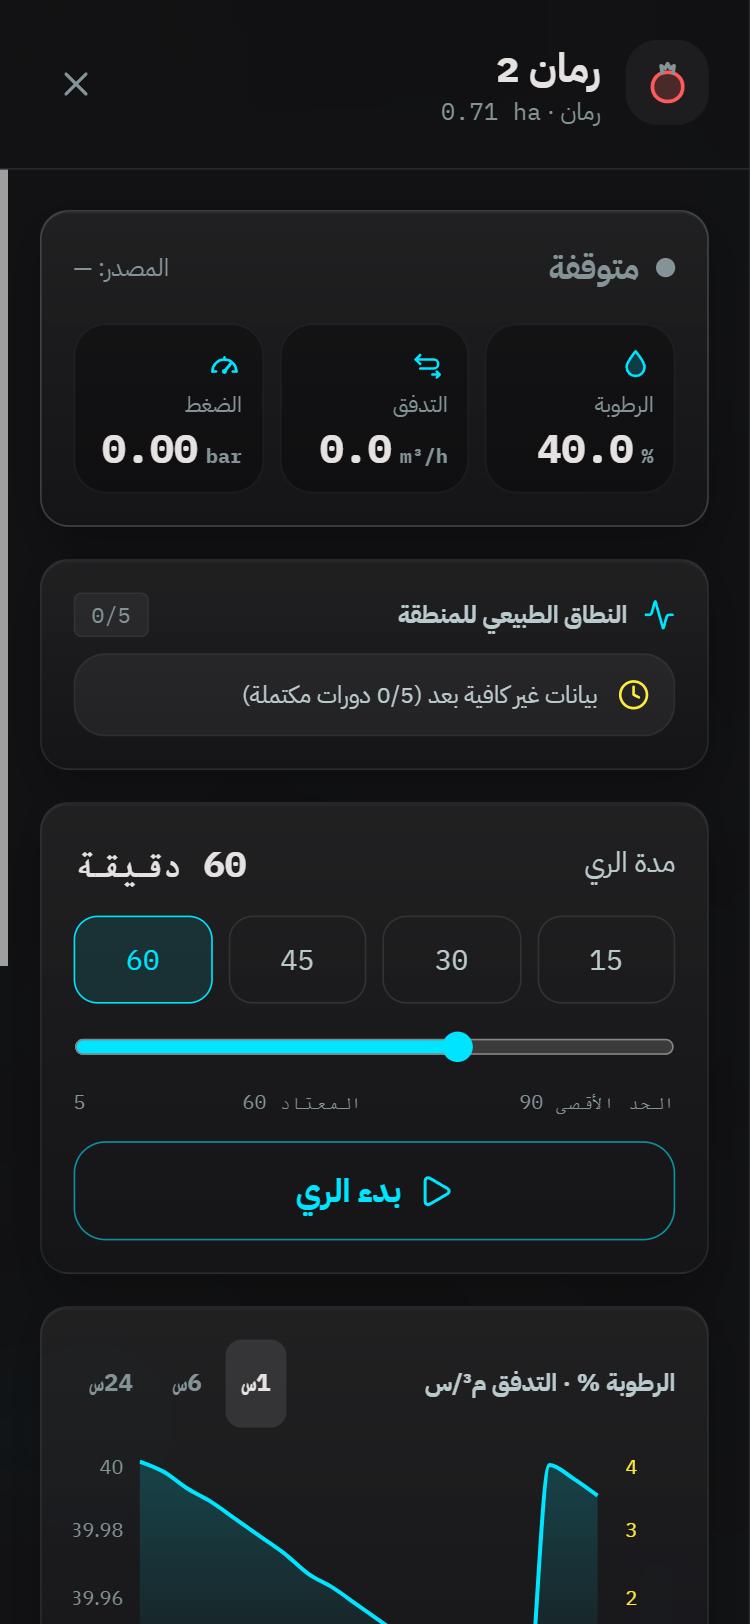 رمان 2
رمان · 0.71 ha
متوقفة
المصدر: —
الرطوبة
40.0 %
التدفق
0.0 m³/h
الضغط
0.00 bar
النطاق الطبيعي للمنطقة
0/5
بيانات غير كافية بعد (0/5 دورات مكتملة)
مدة الري
60 دقيقة
15 30 45 60
الحد الأقصى 90 المعتاد 60 5
بدء الري
الرطوبة % · التدفق م³/س
1س 6س 24س
4 40
3 39.98
2 39.96